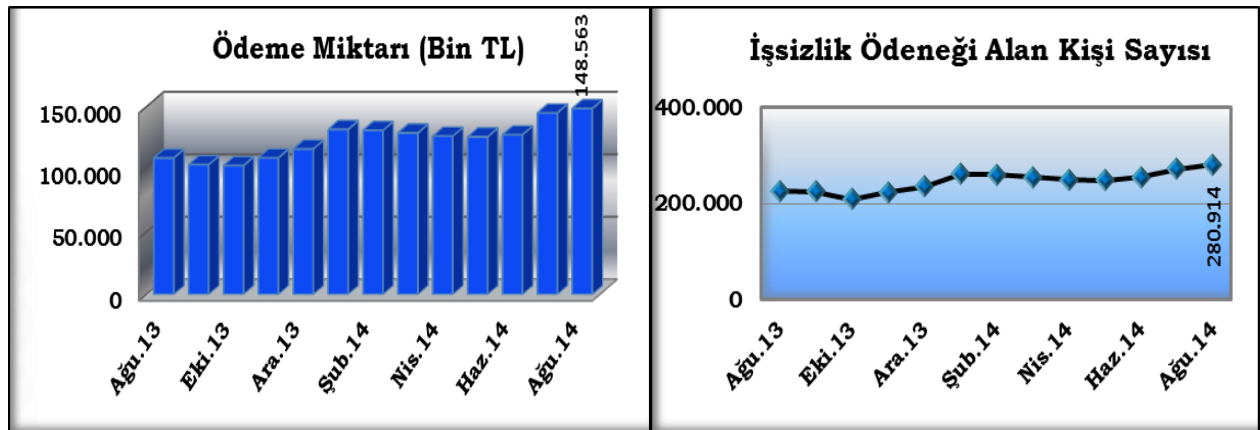 Ödeme Miktarı (Bin TL)
148.563
150.000
100.000
50.000
0
Ağu.13
Eki.13
Ara.13
Şub.14
Nis.14
Haz.14
Ağu.14
İşsizlik Ödeneği Alan Kişi Sayısı
400.000
200.000
0
280.914
Ağu.13
Eki.13
Ara.13
Şub.14
Nis.14
Haz.14
Ağu.14